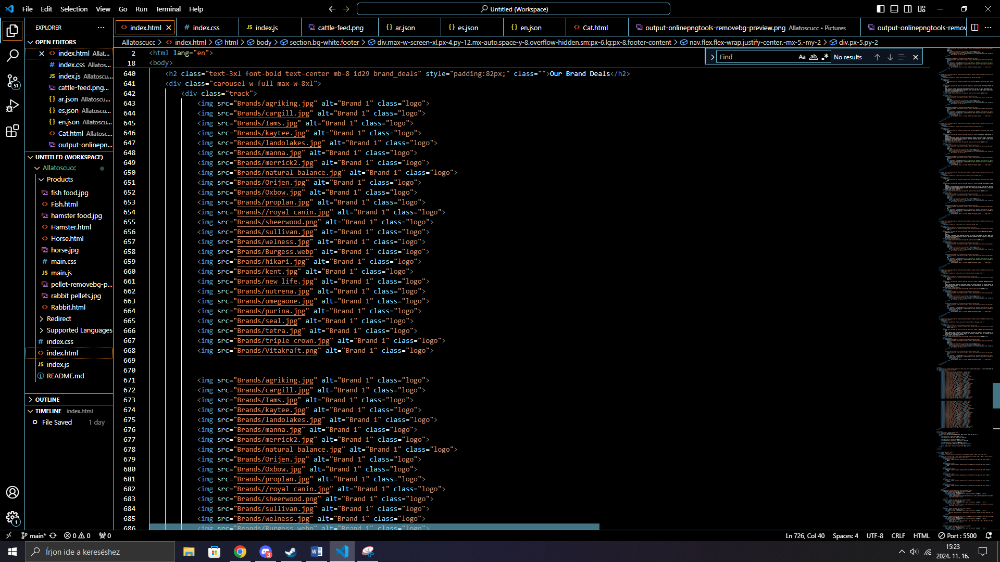 File Edit Selection View Go Run Terminal Help
Untitled (Workspace)
EXPLORER
index.html
index.css
index.js
cattle-feed.png
ar.json
es.json
en.json
Cat.html
output-onlinepngtools-removebg-preview.png Allatoscucc • Pictures
output-onlinepngtools-remov
OPEN EDITORS
Allatoscucc > index.html > html > body > section.bg-white.footer > div.max-w-screen-xl.px-4.py-12.mx-auto.space-y-8.overflow-hidden.sm:px-6.lg:px-8.footer-content > nav.flex.flex-wrap.justify-center.-mx-5.-my-2 > div.px-5.py-2
index.html Allat...
index.css Allatos...
index.js Allatoscu...
cattle-feed.png...
ar.json Allatoscu...
es.json Allatoscu...
en.json Allatoscu...
Cat.html Allatosc...
output-onlinepn...
UNTITLED (WORKSPACE)
Allatoscucc
Products
fish food.jpg
Fish.html
hamster food.jpg
Hamster.html
Horse.html
horse.jpg
main.css
main.js
pellet-removebg-p...
rabbit pellets.jpg
Rabbit.html
Redirect
Supported Languages
index.css
index.html
index.js
README.md
OUTLINE
TIMELINE index.html
File Saved 1 day
51
1
Find
Aa ab .* No results
2 <html lang="en">
18 <body>
640 <h2 class="text-3xl font-bold text-center mb-8 id29 brand_deals" style="padding:82px;" class="">Our Brand Deals</h2>
641 <div class="carousel w-full max-w-8xl">
642 <div class="track">
643 <img src="Brands/agriking.jpg" alt="Brand 1" class="logo">
644 <img src="Brands/cargill.jpg" alt="Brand 1" class="logo">
645 <img src="Brands/Iams.jpg" alt="Brand 1" class="logo">
646 <img src="Brands/kaytee.jpg" alt="Brand 1" class="logo">
647 <img src="Brands/landolakes.jpg" alt="Brand 1" class="logo">
648 <img src="Brands/manna.jpg" alt="Brand 1" class="logo">
649 <img src="Brands/merrick2.jpg" alt="Brand 1" class="logo">
650 <img src="Brands/natural balance.jpg" alt="Brand 1" class="logo">
651 <img src="Brands/Orijen.jpg" alt="Brand 1" class="logo">
652 <img src="Brands/Oxbow.jpg" alt="Brand 1" class="logo">
653 <img src="Brands/proplan.jpg" alt="Brand 1" class="logo">
654 <img src="Brands//royal canin.jpg" alt="Brand 1" class="logo">
655 <img src="Brands/sheerwood.png" alt="Brand 1" class="logo">
656 <img src="Brands/sullivan.jpg" alt="Brand 1" class="logo">
657 <img src="Brands/welness.jpg" alt="Brand 1" class="logo">
658 <img src="Brands/Burgess.webp" alt="Brand 1" class="logo">
659 <img src="Brands/hikari.jpg" alt="Brand 1" class="logo">
660 <img src="Brands/kent.jpg" alt="Brand 1" class="logo">
661 <img src="Brands/new life.jpg" alt="Brand 1" class="logo">
662 <img src="Brands/nutrena.jpg" alt="Brand 1" class="logo">
663 <img src="Brands/omegaone.jpg" alt="Brand 1" class="logo">
664 <img src="Brands/purina.jpg" alt="Brand 1" class="logo">
665 <img src="Brands/seal.jpg" alt="Brand 1" class="logo">
666 <img src="Brands/tetra.jpg" alt="Brand 1" class="logo">
667 <img src="Brands/triple crown.jpg" alt="Brand 1" class="logo">
668 <img src="Brands/Vitakraft.png" alt="Brand 1" class="logo">
669
670
671 <img src="Brands/agriking.jpg" alt="Brand 1" class="logo">
672 <img src="Brands/cargill.jpg" alt="Brand 1" class="logo">
673 <img src="Brands/Iams.jpg" alt="Brand 1" class="logo">
674 <img src="Brands/kaytee.jpg" alt="Brand 1" class="logo">
675 <img src="Brands/landolakes.jpg" alt="Brand 1" class="logo">
676 <img src="Brands/manna.jpg" alt="Brand 1" class="logo">
677 <img src="Brands/merrick2.jpg" alt="Brand 1" class="logo">
678 <img src="Brands/natural balance.jpg" alt="Brand 1" class="logo">
679 <img src="Brands/Orijen.jpg" alt="Brand 1" class="logo">
680 <img src="Brands/Oxbow.jpg" alt="Brand 1" class="logo">
681 <img src="Brands/proplan.jpg" alt="Brand 1" class="logo">
682 <img src="Brands//royal canin.jpg" alt="Brand 1" class="logo">
683 <img src="Brands/sheerwood.png" alt="Brand 1" class="logo">
684 <img src="Brands/sullivan.jpg" alt="Brand 1" class="logo">
685 <img src="Brands/welness.jpg" alt="Brand 1" class="logo">
686 <img src="Brands/Burgess.webp" alt="Brand 1" class="logo">
main* 0 0 0
Ln 726, Col 40 Spaces: 4 UTF-8 CRLF HTML Port : 5500
Írjon ide a kereséshez
3
15:23
2024. 11. 16.